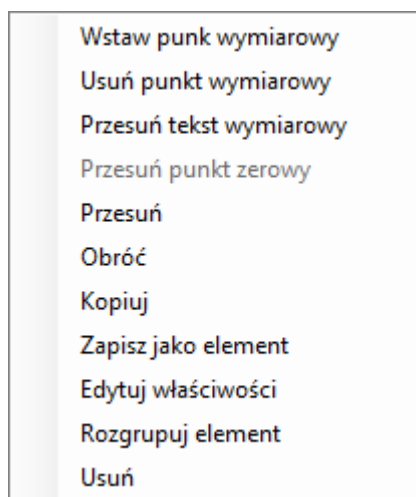 Wstaw punk wymiarowy
Usuń punkt wymiarowy
Przesuń tekst wymiarowy
Przesuń punkt zerowy
Przesuń
Obróć
Kopiuj
Zapisz jako element
Edytuj właściwości
Rozgrupuj element
Usuń